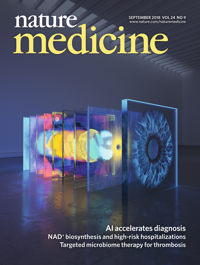 SEPTEMBER 2018 VOL 24 NO 9
www.nature.com/naturemedicine
nature
medicine
AI accelerates diagnosis
NAD+ biosynthesis and high-risk hospitalizations
Targeted microbiome therapy for thrombosis